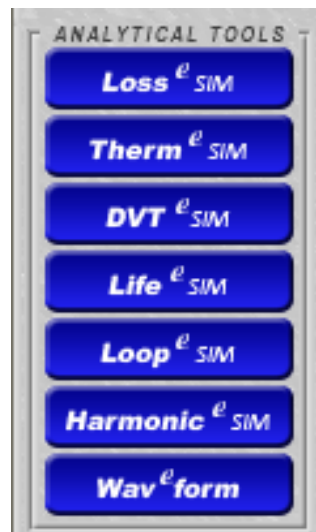 ANALYTICAL TOOLS
Loss e SIM
Therm e SIM
DVT e SIM
Life e SIM
Loop e SIM
Harmonic e SIM
Wav e form